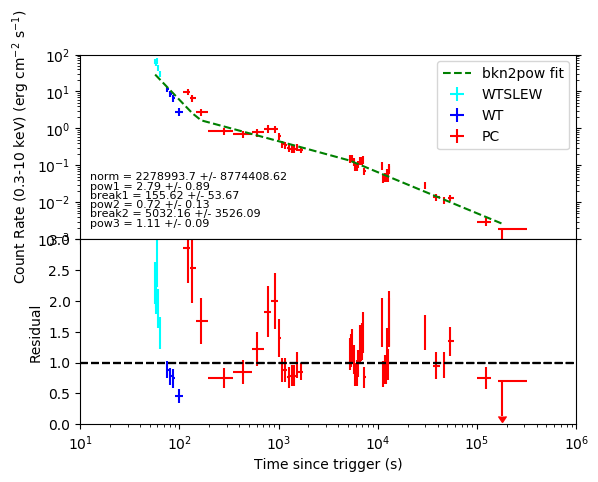 Count Rate (0.3-10 keV) (erg cm⁻² s⁻¹)
10²
10¹
10⁰
10⁻¹
10⁻²
10⁻³
bkn2pow fit
WTSLEW
WT
PC
norm = 2278993.7 +/- 8774408.62
pow1 = 2.79 +/- 0.89
break1 = 155.62 +/- 53.67
pow2 = 0.72 +/- 0.13
break2 = 5032.16 +/- 3526.09
pow3 = 1.11 +/- 0.09
Residual
3.0
2.5
2.0
1.5
1.0
0.5
0.0
10¹ 10² 10³ 10⁴ 10⁵ 10⁶
Time since trigger (s)